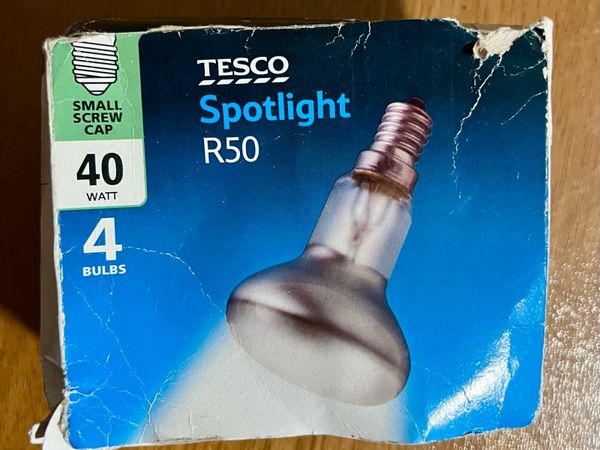 SMALL
SCREW
CAP
40
WATT
4
BULBS
TESCO
Spotlight
R50